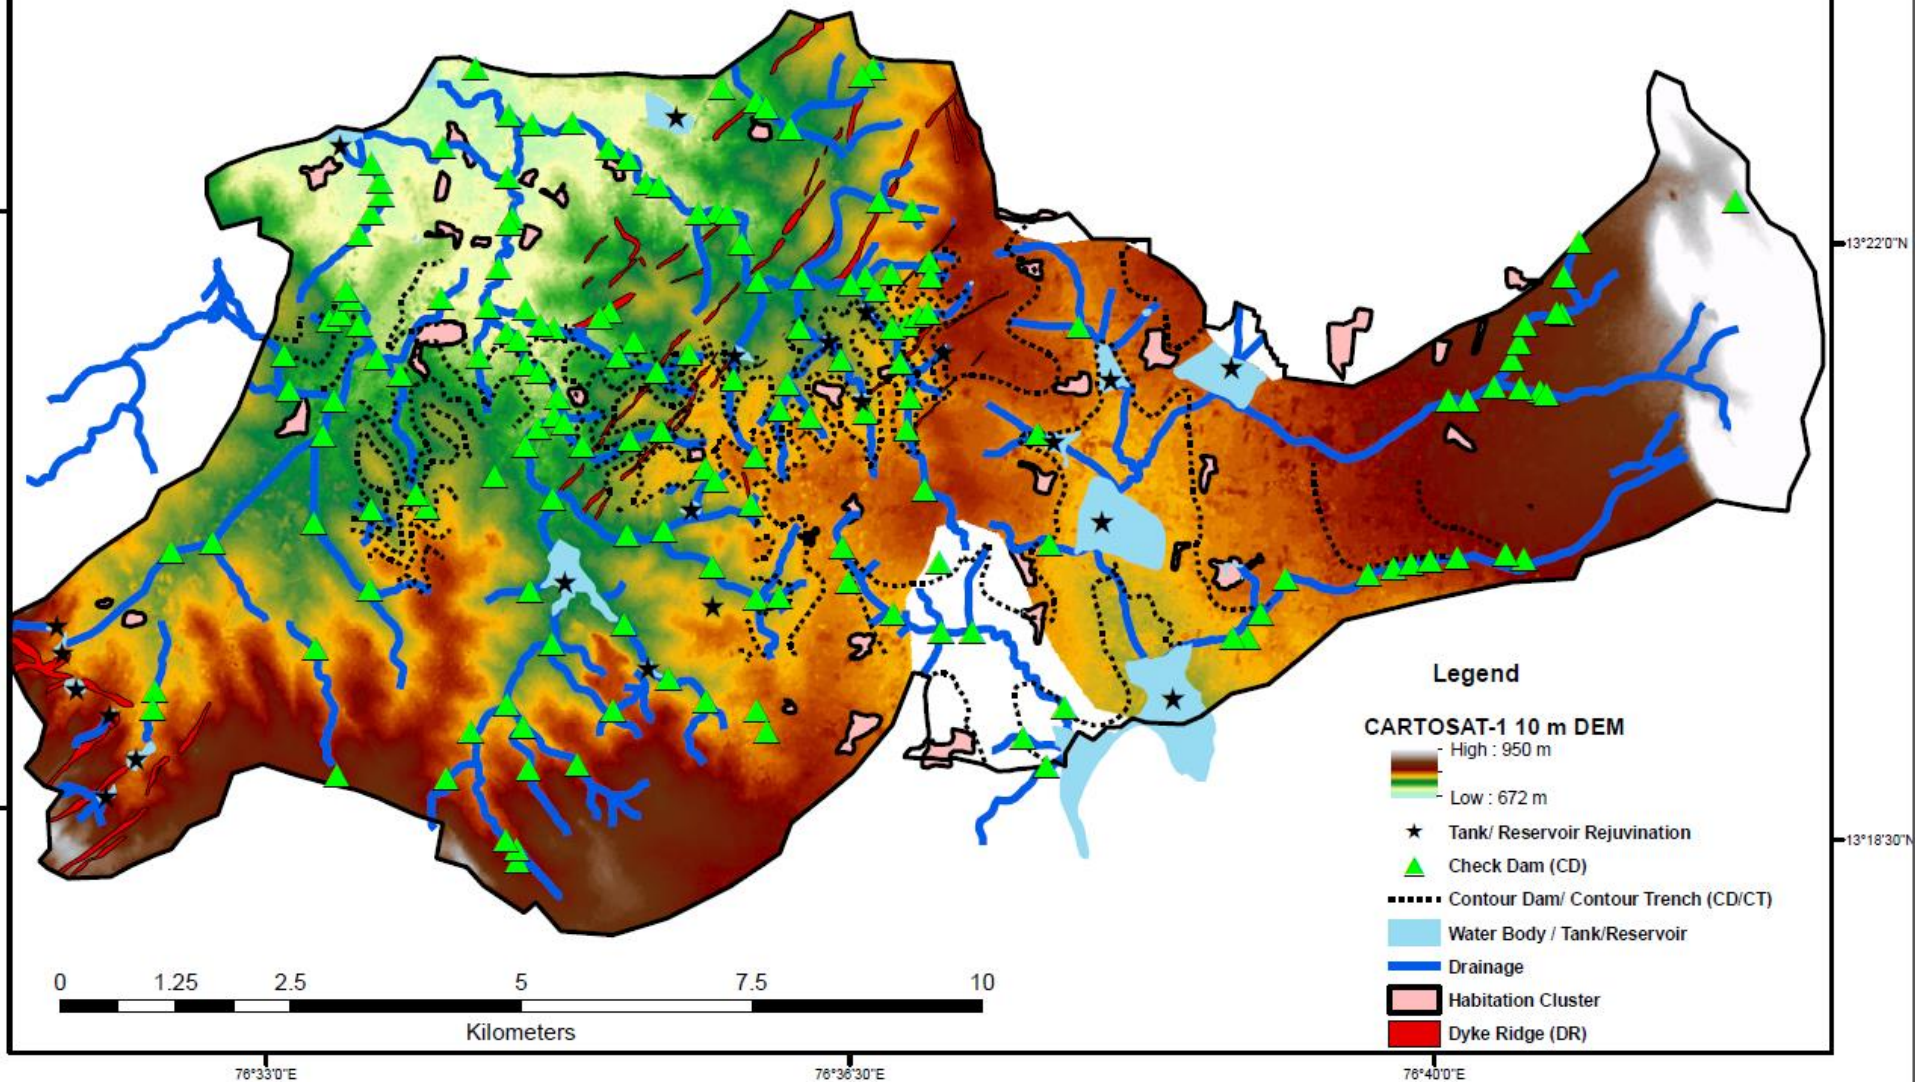 13°22'0"N
Legend
CARTOSAT-1 10 m DEM
High : 950 m
Low : 672 m
Tank/ Reservoir Rejuvination
13°18'30"N
Check Dam (CD)
Contour Dam/ Contour Trench (CD/CT)
Water Body / Tank/Reservoir
Drainage
Habitation Cluster
Dyke Ridge (DR)
0 1.25 2.5 5 7.5 10
Kilometers
76°33'0"E 76°36'30"E 76°40'0"E